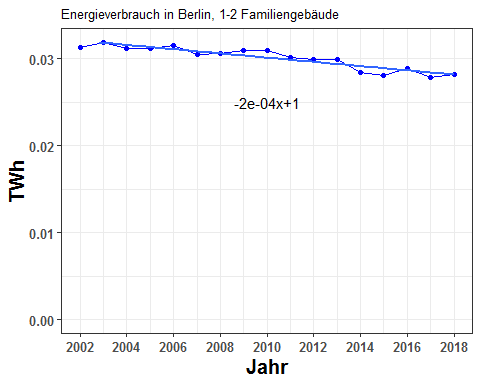 Energieverbrauch in Berlin, 1-2 Familiengebäude
0.03
-2e-04x+1
0.02
TWh
0.01
0.00
2002 2004 2006 2008 2010 2012 2014 2016 2018
Jahr